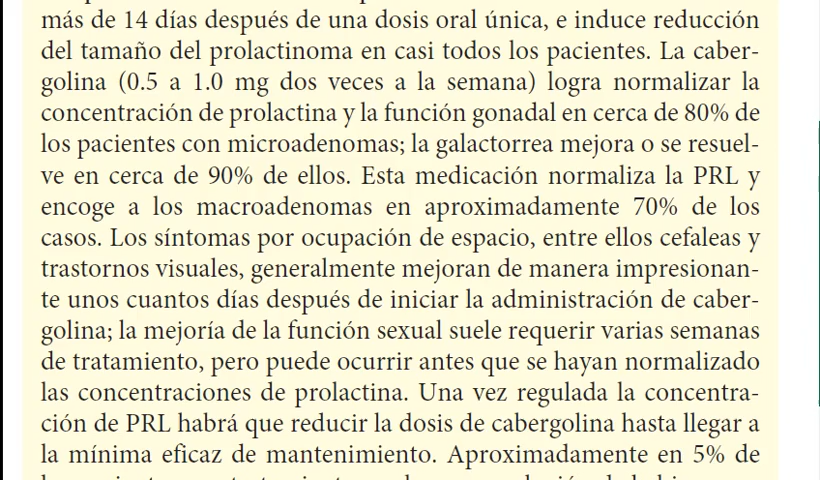 más de 14 días después de una dosis oral única, e induce reducción
del tamaño del prolactinoma en casi todos los pacientes. La caber-
golina (0.5 a 1.0 mg dos veces a la semana) logra normalizar la
concentración de prolactina y la función gonadal en cerca de 80% de
los pacientes con microadenomas; la galactorrea mejora o se resuel-
ve en cerca de 90% de ellos. Esta medicación normaliza la PRL y
encoge a los macroadenomas en aproximadamente 70% de los
casos. Los síntomas por ocupación de espacio, entre ellos cefaleas y
trastornos visuales, generalmente mejoran de manera impresionan-
te unos cuantos días después de iniciar la administración de caber-
golina; la mejoría de la función sexual suele requerir varias semanas
de tratamiento, pero puede ocurrir antes que se hayan normalizado
las concentraciones de prolactina. Una vez regulada la concentra-
ción de PRL habrá que reducir la dosis de cabergolina hasta llegar a
la mínima eficaz de mantenimiento. Aproximadamente en 5% de